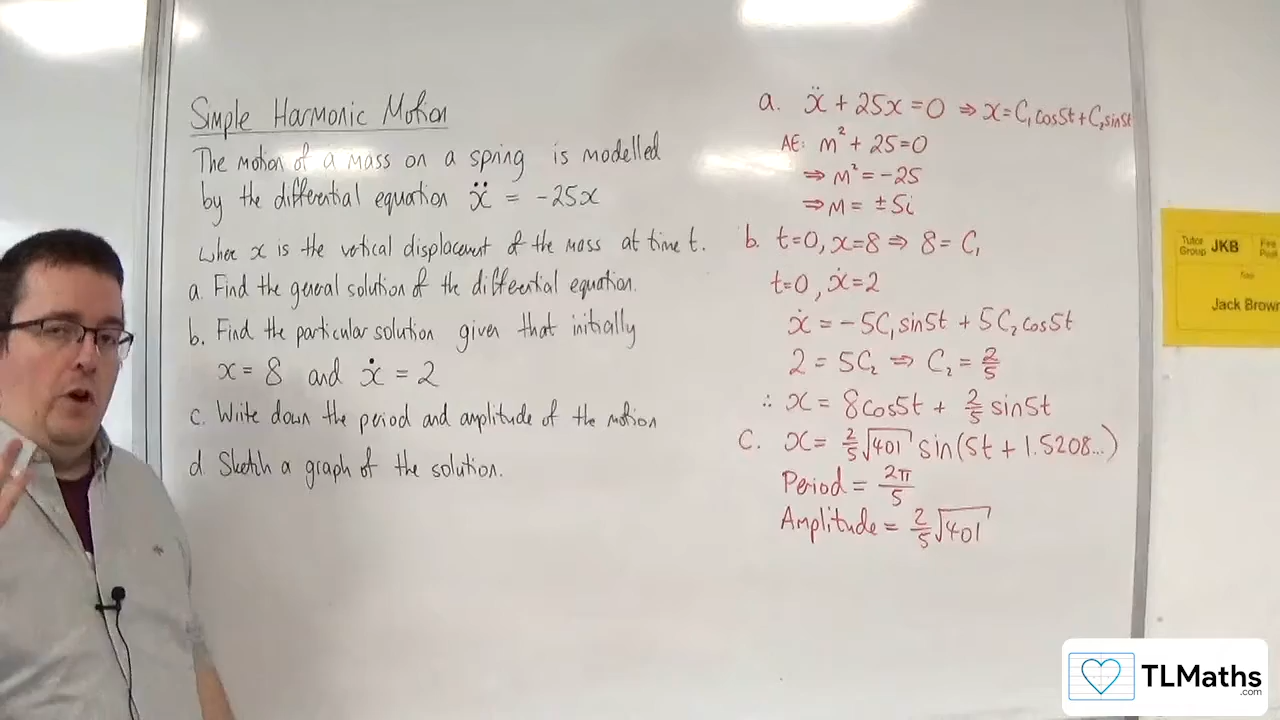 Simple Harmonic Motion
The motion of a mass on a spring is modelled
by the differential equation ẍ = -25x
where x is the vertical displacement of the mass at time t.
a. Find the general solution of the differential equation.
b. Find the particular solution given that initially
x = 8 and ẋ = 2
c. Write down the period and amplitude of the motion
d. Sketch a graph of the solution.
a. ẍ + 25x = 0 ⇒ x = C₁cos5t + C₂sin5t
AE: m² + 25 = 0
⇒ m² = -25
⇒ m = ±5i
b. t=0, x=8 ⇒ 8 = C₁
t=0, ẋ=2
ẋ = -5C₁sin5t + 5C₂cos5t
2 = 5C₂ ⇒ C₂ = 2/5
∴ x = 8cos5t + 2/5 sin5t
C. x = 2/5 √401 sin(5t + 1.5208...)
Period = 2π/5
Amplitude = 2/5 √401
Tutor Group JKB
Jack Brown
TLMaths
.com